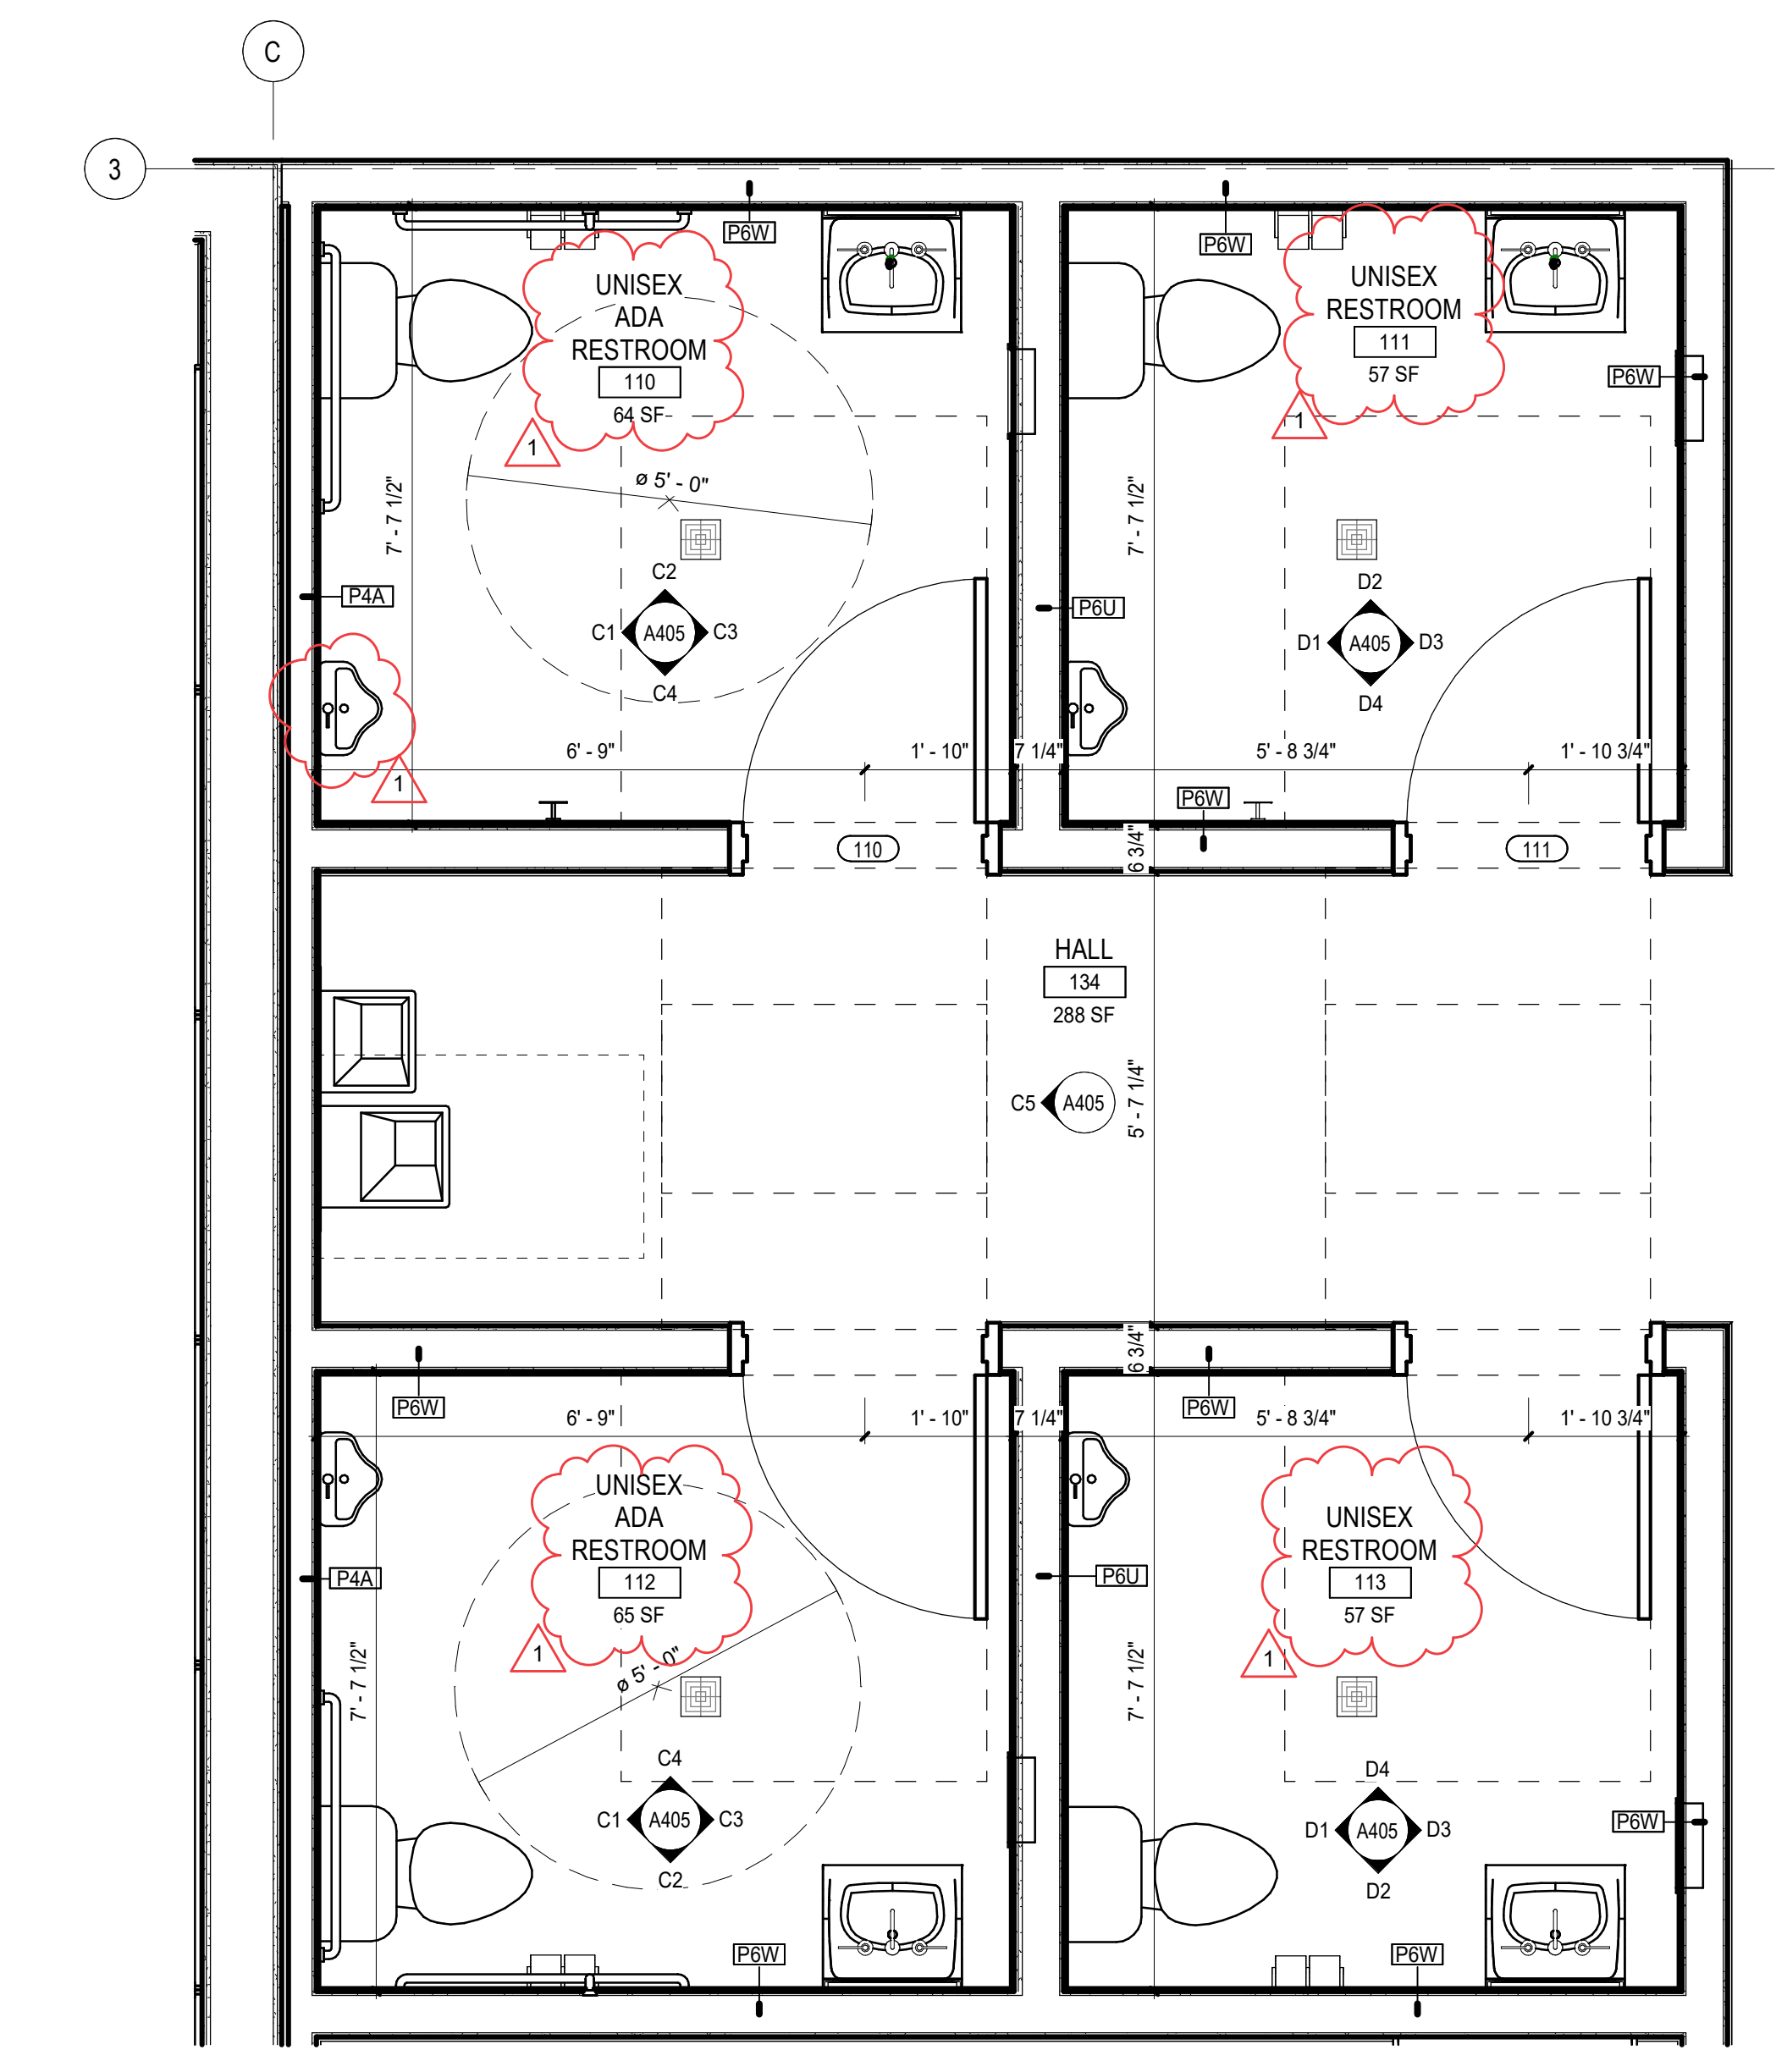 C
3
P6W
P6W
UNISEX
ADA
RESTROOM
110
64 SF
1
UNISEX
RESTROOM
111
57 SF
1
P6W
ø 5' - 0"
7' - 7 1/2"
7' - 7 1/2"
P4A
C2
C1
A405
C3
C4
P6U
D2
D1
A405
D3
D4
1
6' - 9"
1' - 10"
7 1/4"
5' - 8 3/4"
1' - 10 3/4"
P6W
110
6 3/4"
111
HALL
134
288 SF
C5
A405
5' - 7 1/4"
6 3/4"
P6W
P6W
6' - 9"
1' - 10"
7 1/4"
5' - 8 3/4"
1' - 10 3/4"
UNISEX
ADA
RESTROOM
112
65 SF
1
UNISEX
RESTROOM
113
57 SF
1
P4A
P6U
ø 5' - 0"
7' - 7 1/2"
7' - 7 1/2"
C4
C1
A405
C3
C2
D4
D1
A405
D3
D2
P6W
P6W
P6W